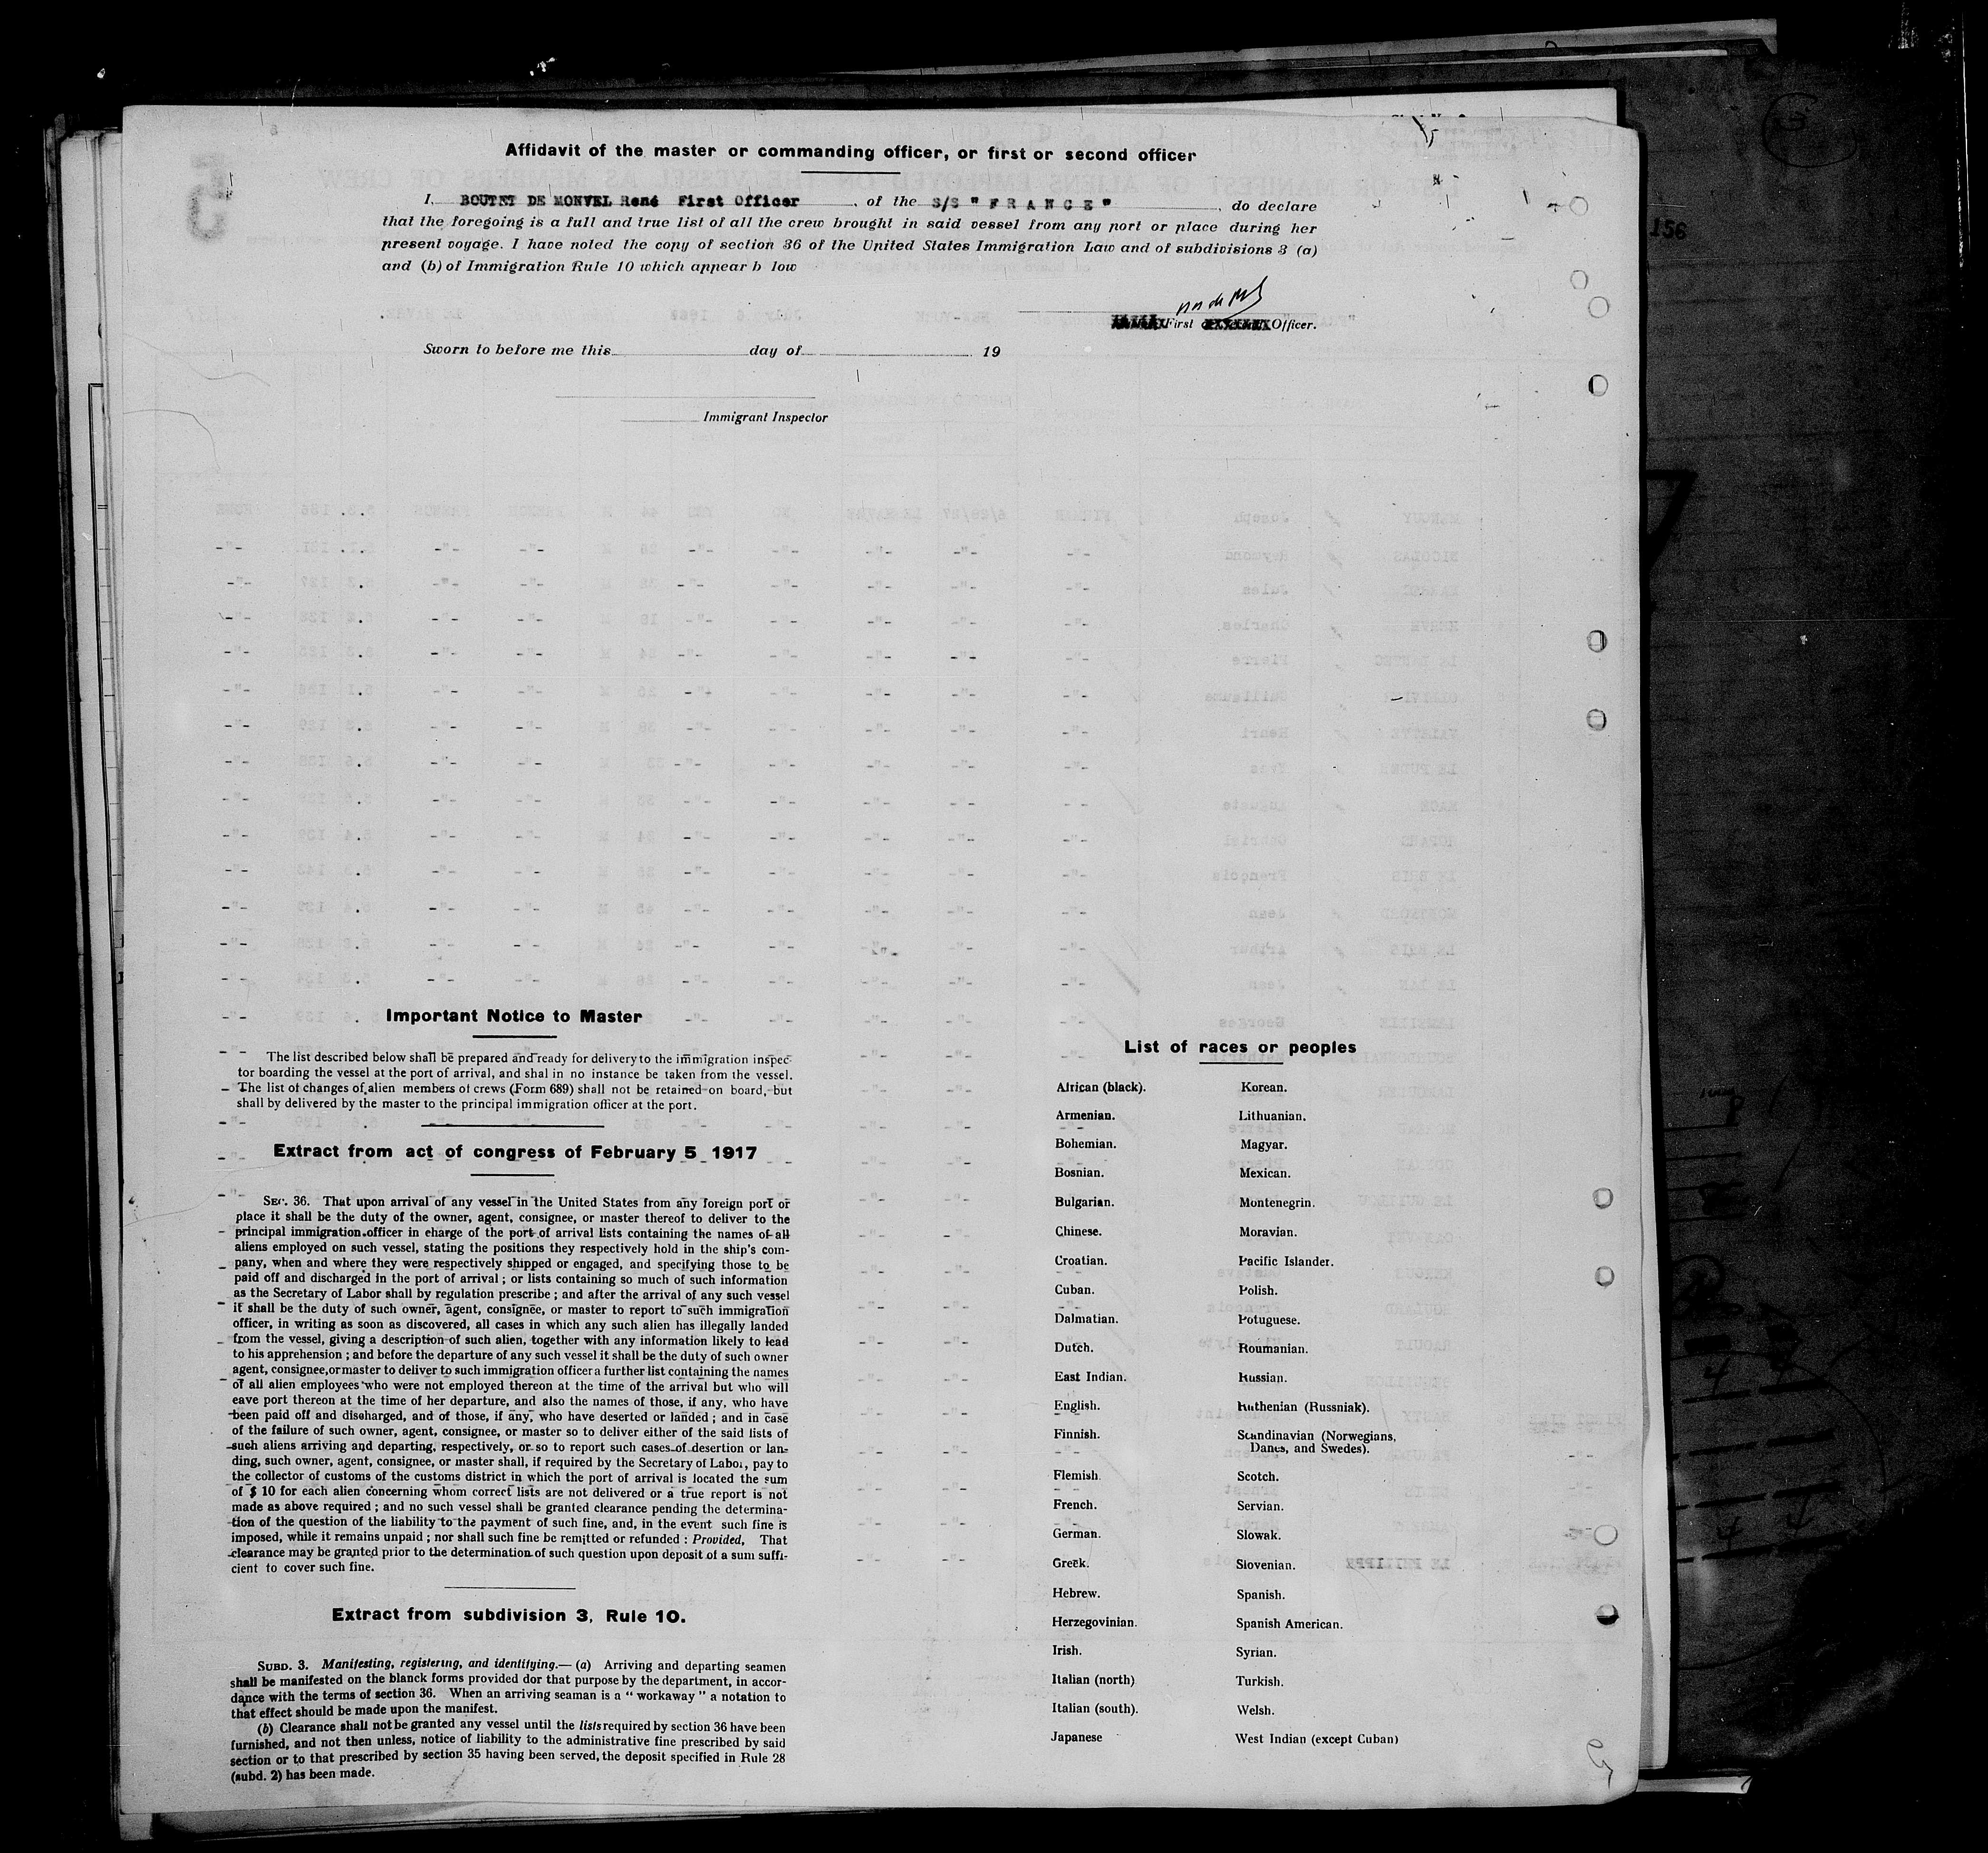 Affidavit of the master or commanding officer, or first or second officer
I, BOUTET DE MONVEL René First Officer, of the S/S " F R A N C E ", do declare
that the foregoing is a full and true list of all the crew brought in said vessel from any port or place during her
present voyage. I have noted the copy of section 36 of the United States Immigration Law and of subdivisions 3 (a)
and (b) of Immigration Rule 10 which appear b low
First Officer.
Sworn to before me this day of 19
Immigrant Inspector
156
Important Notice to Master
The list described below shall be prepared and ready for delivery to the immigration inspec-
tor boarding the vessel at the port of arrival, and shal in no instance be taken from the vessel.
The list of changes of alien members of crews (Form 689) shall not be retained on board, but
shall by delivered by the master to the principal immigration officer at the port.
Extract from act of congress of February 5 1917
SEC. 36. That upon arrival of any vessel in the United States from any foreign port or
place it shall be the duty of the owner, agent, consignee, or master thereof to deliver to the
principal immigration officer in charge of the port of arrival lists containing the names of all
aliens employed on such vessel, stating the positions they respectively hold in the ship's com-
pany, when and where they were respectively shipped or engaged, and specifying those to be
paid off and discharged in the port of arrival ; or lists containing so much of such information
as the Secretary of Labor shall by regulation prescribe ; and after the arrival of any such vessel
it shall be the duty of such owner, agent, consignee, or master to report to such immigration
officer, in writing as soon as discovered, all cases in which any such alien has illegally landed
from the vessel, giving a description of such alien, together with any information likely to lead
to his apprehension ; and before the departure of any such vessel it shall be the duty of such owner
agent, consignee, or master to deliver to such immigration officer a further list containing the names
of all alien employees who were not employed thereon at the time of the arrival but who will
eave port thereon at the time of her departure, and also the names of those, if any, who have
been paid off and discharged, and of those, if any, who have deserted or landed ; and in case
of the failure of such owner, agent, consignee, or master so to deliver either of the said lists of
such aliens arriving and departing, respectively, or so to report such cases of desertion or lan-
ding, such owner, agent, consignee, or master shall, if required by the Secretary of Labor, pay to
the collector of customs of the customs district in which the port of arrival is located the sum
of $ 10 for each alien concerning whom correct lists are not delivered or a true report is not
made as above required ; and no such vessel shall be granted clearance pending the determina-
tion of the question of the liability to the payment of such fine, and, in the event such fine is
imposed, while it remains unpaid ; nor shall such fine be remitted or refunded : Provided, That
clearance may be granted prior to the determination of such question upon deposit of a sum suffi-
cient to cover such fine.
Extract from subdivision 3, Rule 10.
SUBD. 3. Manifesting, registering, and identifying.— (a) Arriving and departing seamen
shall be manifested on the blanck forms provided dor that purpose by the department, in accor-
dance with the terms of section 36. When an arriving seaman is a " workaway " a notation to
that effect should be made upon the manifest.
(b) Clearance shall not be granted any vessel until the lists required by section 36 have been
furnished, and not then unless, notice of liability to the administrative fine prescribed by said
section or to that prescribed by section 35 having been served, the deposit specified in Rule 28
(subd. 2) has been made.
List of races or peoples
African (black).
Armenian.
Bohemian.
Bosnian.
Bulgarian.
Chinese.
Croatian.
Cuban.
Dalmatian.
Dutch.
East Indian.
English.
Finnish.
Flemish.
French.
German.
Greek.
Hebrew.
Herzegovinian.
Irish.
Italian (north)
Italian (south).
Japanese
Korean.
Lithuanian.
Magyar.
Mexican.
Montenegrin.
Moravian.
Pacific Islander.
Polish.
Potuguese.
Roumanian.
Russian.
Ruthenian (Russniak).
Scandinavian (Norwegians,
Danes, and Swedes).
Scotch.
Servian.
Slowak.
Slovenian.
Spanish.
Spanish American.
Syrian.
Turkish.
Welsh.
West Indian (except Cuban)